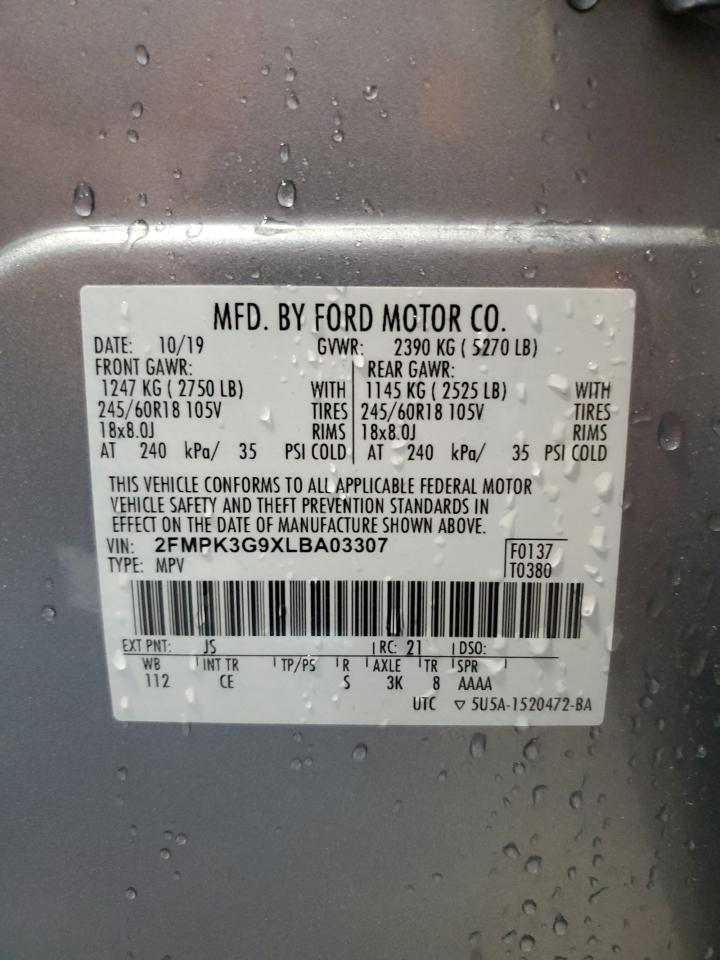 MFD. BY FORD MOTOR CO.
DATE: 10/19 GVWR: 2390 KG ( 5270 LB)
FRONT GAWR: REAR GAWR:
1247 KG ( 2750 LB) WITH 1145 KG ( 2525 LB) WITH
245/60R18 105V TIRES 245/60R18 105V TIRES
18x8.0J RIMS 18x8.0J RIMS
AT 240 kPa/ 35 PSI COLD AT 240 kPa/ 35 PSI COLD
THIS VEHICLE CONFORMS TO ALL APPLICABLE FEDERAL MOTOR
VEHICLE SAFETY AND THEFT PREVENTION STANDARDS IN
EFFECT ON THE DATE OF MANUFACTURE SHOWN ABOVE.
VIN: 2FMPK3G9XLBA03307 F0137
TYPE: MPV T0380
EXT PNT: JS RC: 21 DSO:
WB INT TR TP/PS R AXLE TR SPR
112 CE S 3K 8 AAAA
UTC ▽ 5U5A-1520472-BA